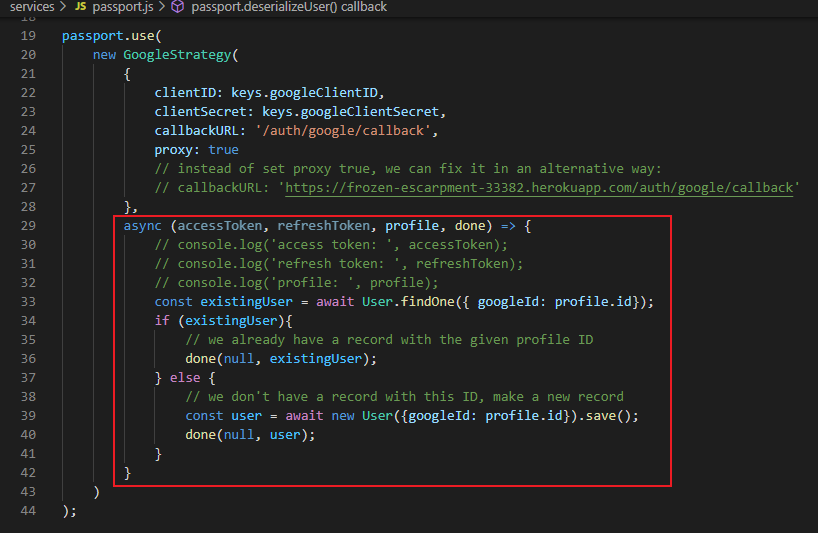 services > JS passport.js > passport.deserializeUser() callback
18
19 passport.use(
20     new GoogleStrategy(
21         {
22             clientID: keys.googleClientID,
23             clientSecret: keys.googleClientSecret,
24             callbackURL: '/auth/google/callback',
25             proxy: true
26             // instead of set proxy true, we can fix it in an alternative way:
27             // callbackURL: 'https://frozen-escarpment-33382.herokuapp.com/auth/google/callback'
28         },
29         async (accessToken, refreshToken, profile, done) => {
30             // console.log('access token: ', accessToken);
31             // console.log('refresh token: ', refreshToken);
32             // console.log('profile: ', profile);
33             const existingUser = await User.findOne({ googleId: profile.id});
34             if (existingUser){
35                 // we already have a record with the given profile ID
36                 done(null, existingUser);
37             } else {
38                 // we don't have a record with this ID, make a new record
39                 const user = await new User({googleId: profile.id}).save();
40                 done(null, user);
41             }
42         }
43     )
44 );